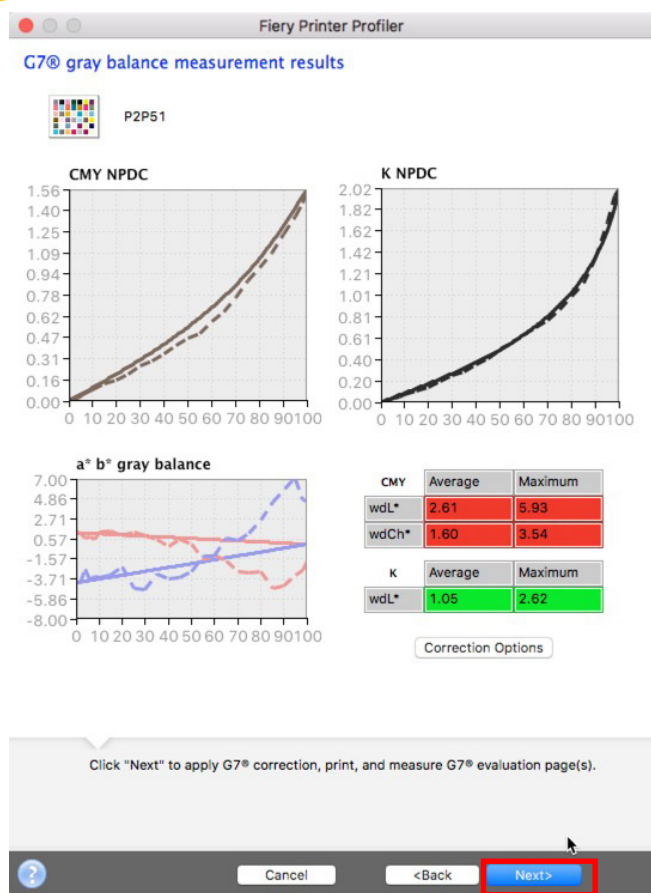 Fiery Printer Profiler
G7® gray balance measurement results
P2P51
CMY NPDC
1.56
1.40
1.25
1.09
0.94
0.78
0.62
0.47
0.31
0.16
0.00
0 10 20 30 40 50 60 70 80 90100
K NPDC
2.02
1.82
1.62
1.42
1.21
1.01
0.81
0.61
0.40
0.20
0.00
0 10 20 30 40 50 60 70 80 90100
a* b* gray balance
7.00
4.86
2.71
0.57
-1.57
-3.71
-5.86
-8.00
0 10 20 30 40 50 60 70 80 90100
CMY Average Maximum
wdL* 2.61 5.93
wdCh* 1.60 3.54
K Average Maximum
wdL* 1.05 2.62
Correction Options
Click "Next" to apply G7® correction, print, and measure G7® evaluation page(s).
? Cancel <Back Next>